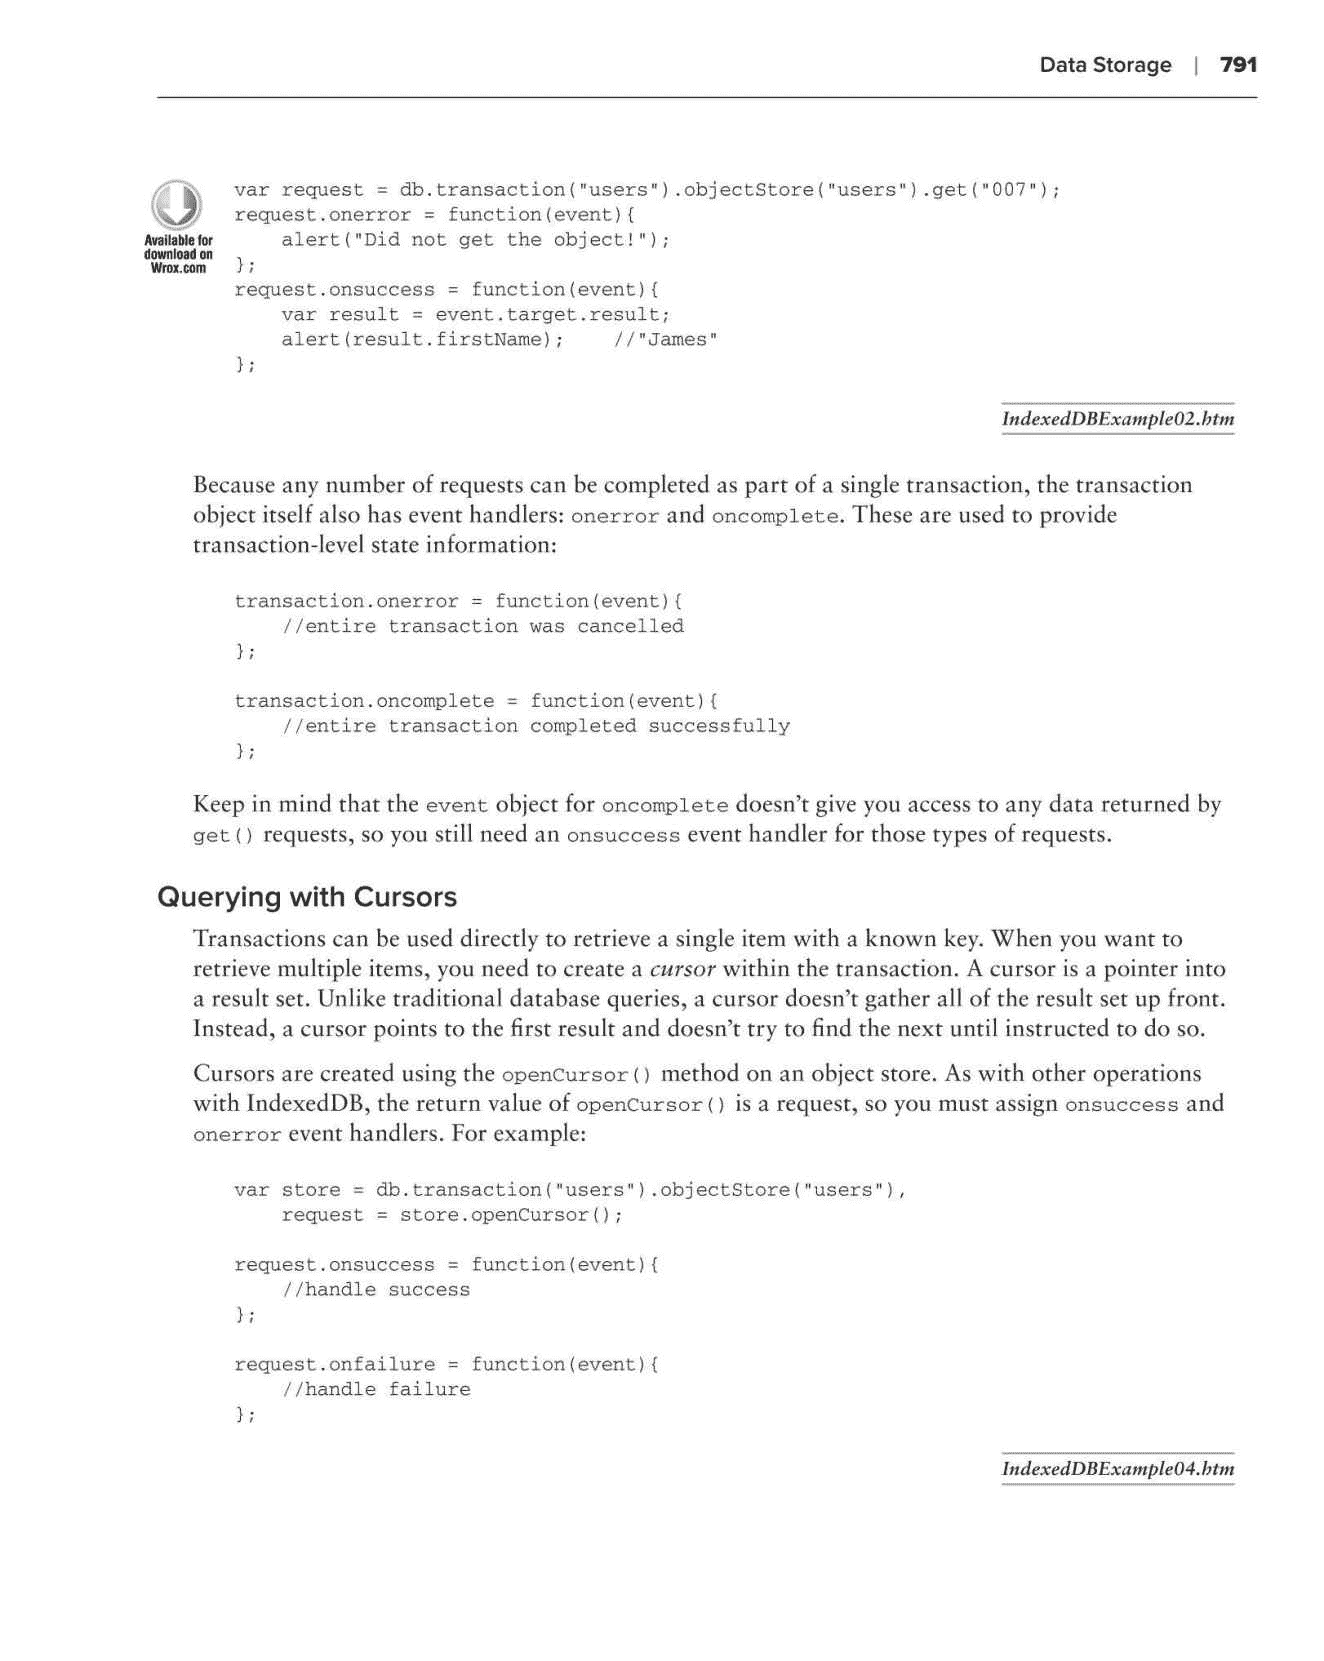 Data Storage | 791
var request = db.transaction("users").objectStore("users").get("007");
request.onerror = function(event){
    alert("Did not get the object!");
};
request.onsuccess = function(event){
    var result = event.target.result;
    alert(result.firstName);    //"James"
};
Available for
download on
Wrox.com
IndexedDBExample02.htm
Because any number of requests can be completed as part of a single transaction, the transaction
object itself also has event handlers: onerror and oncomplete. These are used to provide
transaction-level state information:
transaction.onerror = function(event){
    //entire transaction was cancelled
};
transaction.oncomplete = function(event){
    //entire transaction completed successfully
};
Keep in mind that the event object for oncomplete doesn't give you access to any data returned by
get() requests, so you still need an onsuccess event handler for those types of requests.
Querying with Cursors
Transactions can be used directly to retrieve a single item with a known key. When you want to
retrieve multiple items, you need to create a cursor within the transaction. A cursor is a pointer into
a result set. Unlike traditional database queries, a cursor doesn't gather all of the result set up front.
Instead, a cursor points to the first result and doesn't try to find the next until instructed to do so.
Cursors are created using the openCursor() method on an object store. As with other operations
with IndexedDB, the return value of openCursor() is a request, so you must assign onsuccess and
onerror event handlers. For example:
var store = db.transaction("users").objectStore("users"),
    request = store.openCursor();
request.onsuccess = function(event){
    //handle success
};
request.onfailure = function(event){
    //handle failure
};
IndexedDBExample04.htm